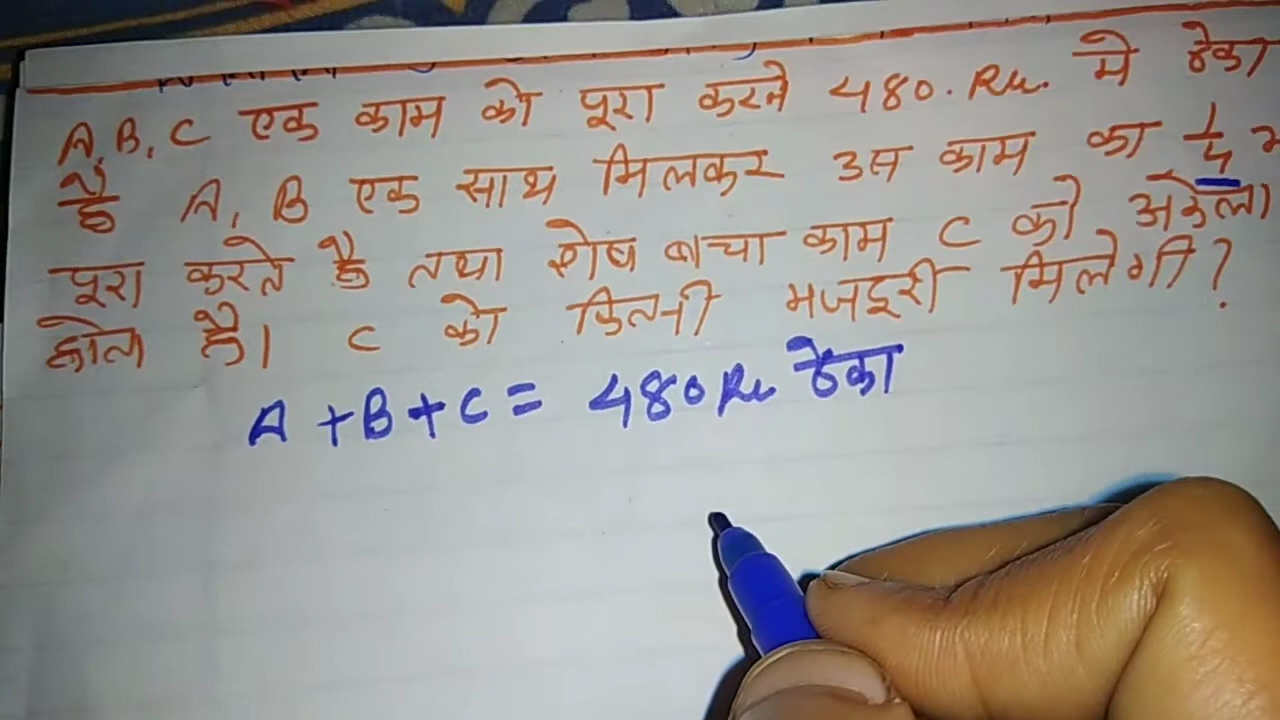 A, B, C एक काम को पूरा करने 480. Rs. मे ठेका
है A, B एक साथ मिलकर उस काम का 1/4
पूरा करते है तथा शेष बचा काम C को अकेला
होता है। C को कितनी मजदूरी मिलेगी?
A + B + C = 480 Rs ठेका